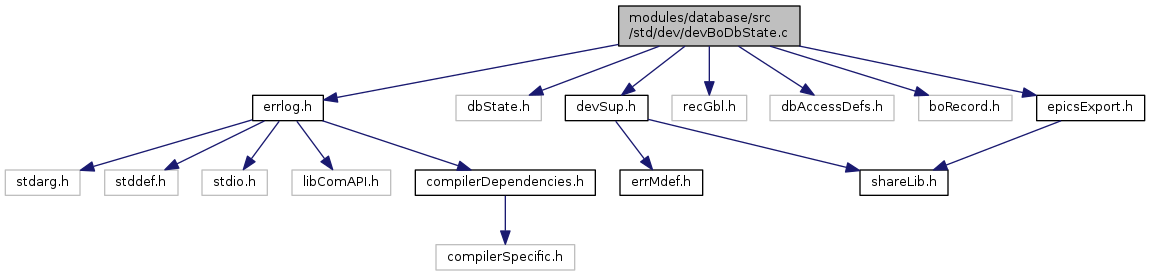 modules/database/src
/std/dev/devBoDbState.c
errlog.h
dbState.h
devSup.h
recGbl.h
dbAccessDefs.h
boRecord.h
epicsExport.h
stdarg.h
stddef.h
stdio.h
libComAPI.h
compilerDependencies.h
errMdef.h
shareLib.h
compilerSpecific.h